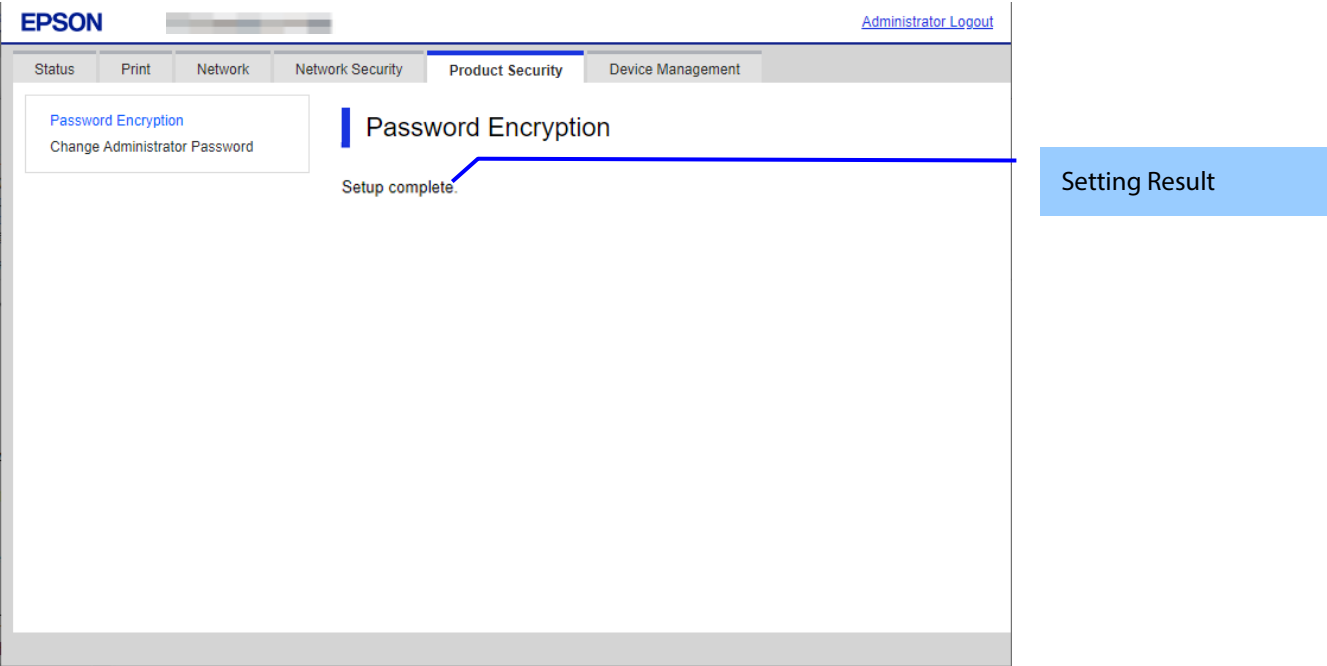 EPSON
Administrator Logout
Status Print Network Network Security Product Security Device Management
Password Encryption
Change Administrator Password
Password Encryption
Setup complete.
Setting Result